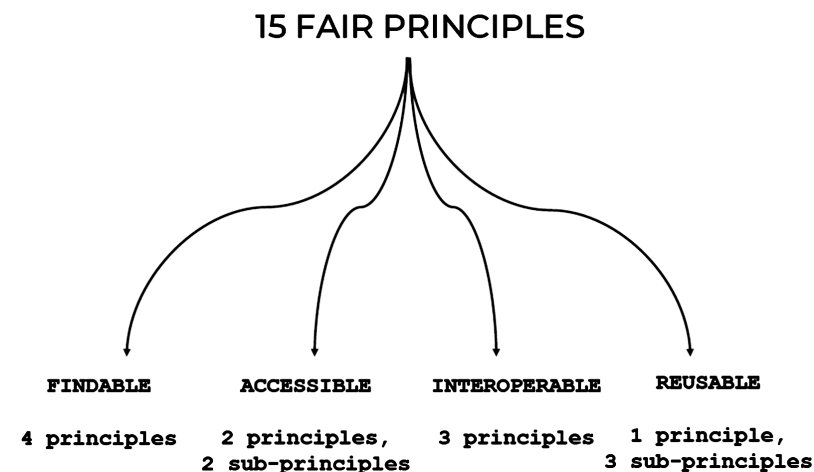 15 FAIR PRINCIPLES
FINDABLE
ACCESSIBLE
INTEROPERABLE
REUSABLE
4 principles
2 principles,
2 sub-principles
3 principles
1 principle,
3 sub-principles